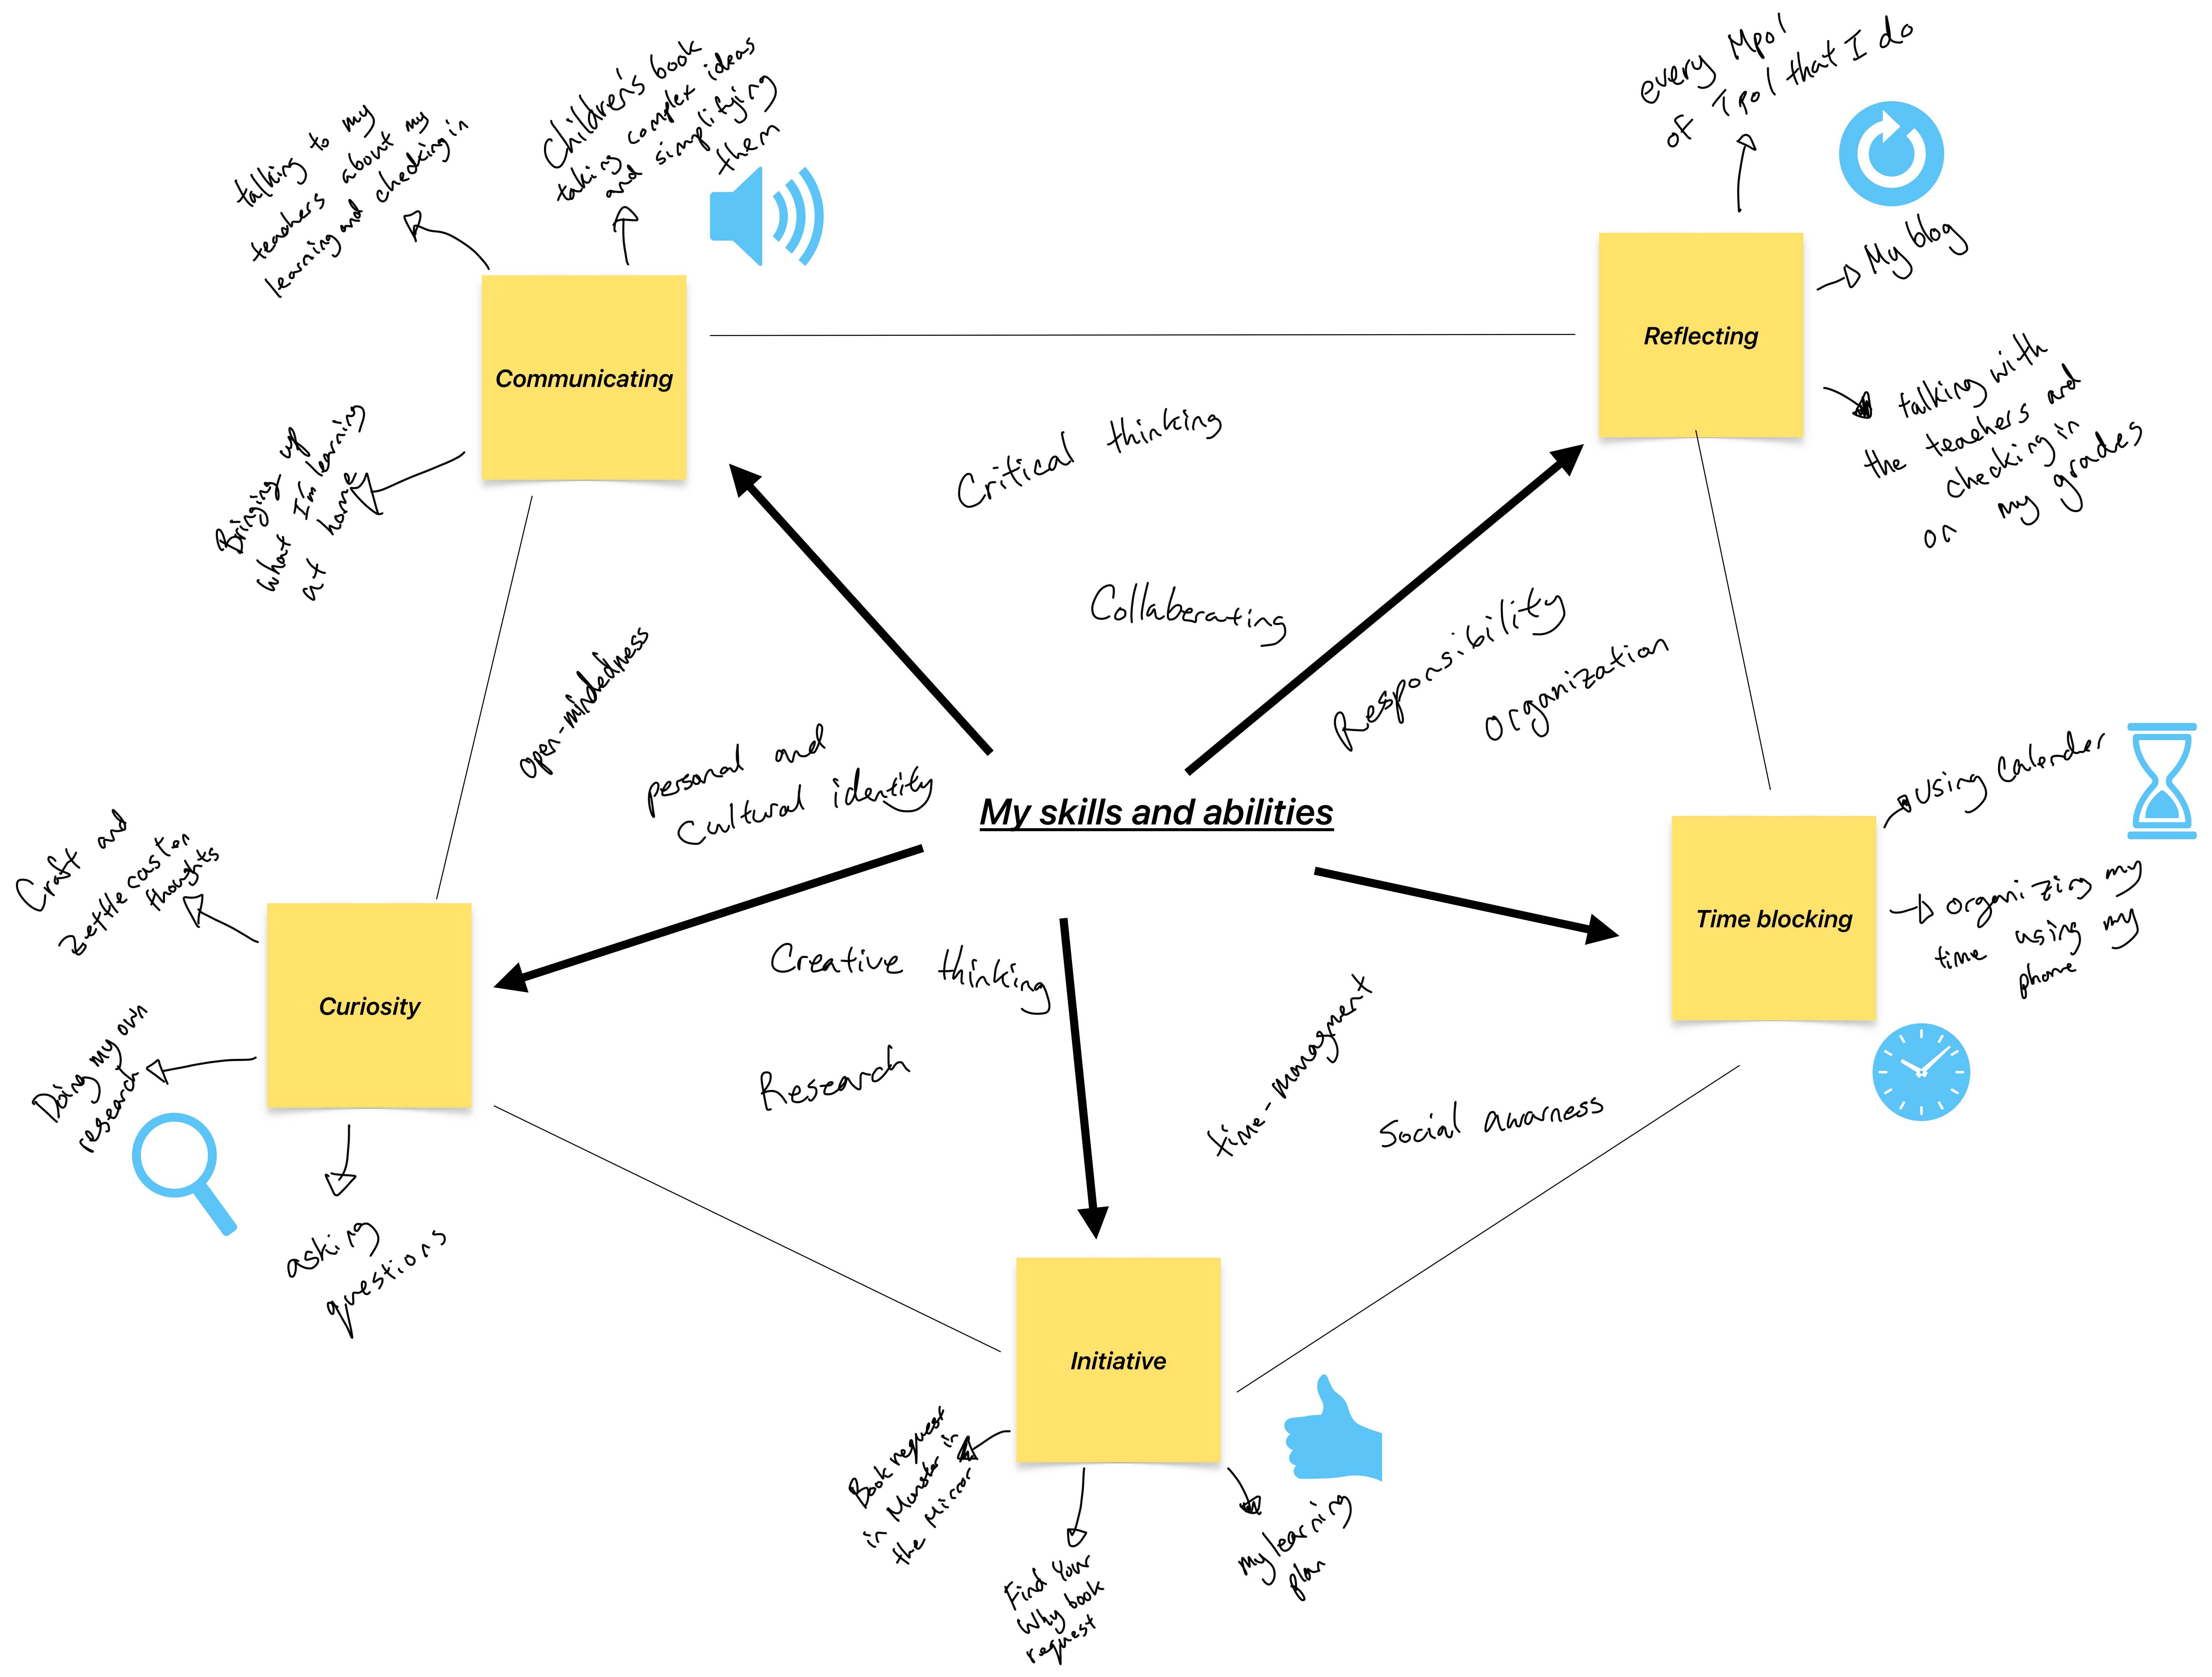 talking to my
teachers about my
learning and checking in
Children's book
taking complex ideas
and simplifying
them
every Mpol
of Tpol that I do
My blog
Communicating
Reflecting
talking with
the teachers and
checking in
on my grades
Bringing up
what I'm learning
at home
Critical thinking
Collaberating
Responsibility
organization
open-mindedness
personal and
Cultural identity
My skills and abilities
Using Calender
Time blocking
organizing my
time using my
phone
Craft and
zettle caster
thoughts
Curiosity
Doing my own
research
asking
questions
Creative thinking
Research
time-managment
Social awarness
Initiative
Book request
in Monster in
the Mirror
Find Your
Why book
request
my learning
plan